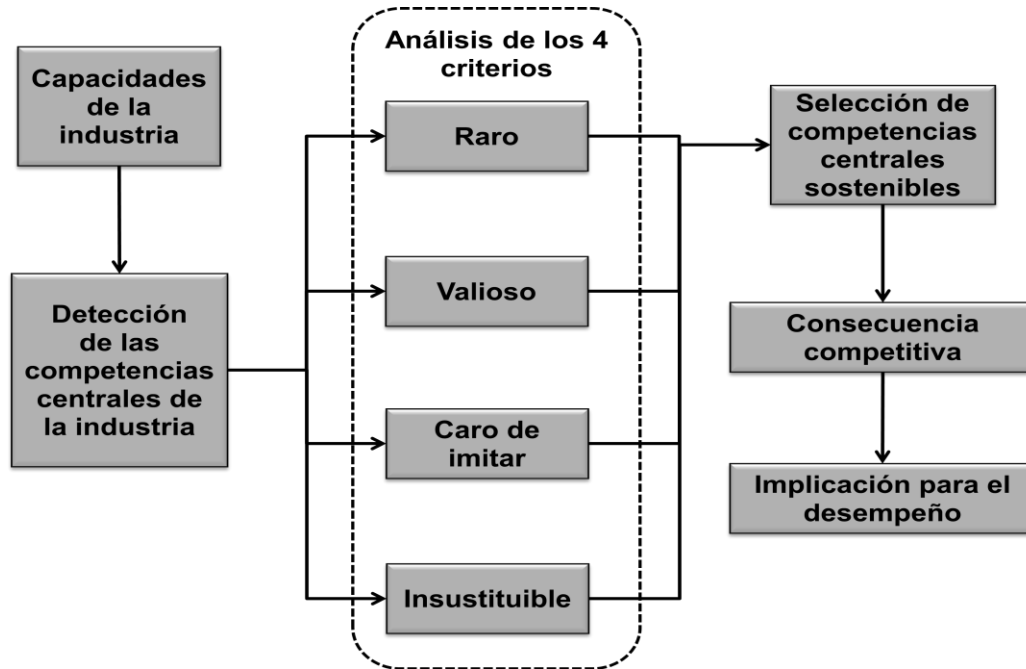 Capacidades
de la
industria
Detección
de las
competencias
centrales de
la industria
Análisis de los 4
criterios
Raro
Valioso
Caro de
imitar
Insustituible
Selección de
competencias
centrales
sostenibles
Consecuencia
competitiva
Implicación para el
desempeño